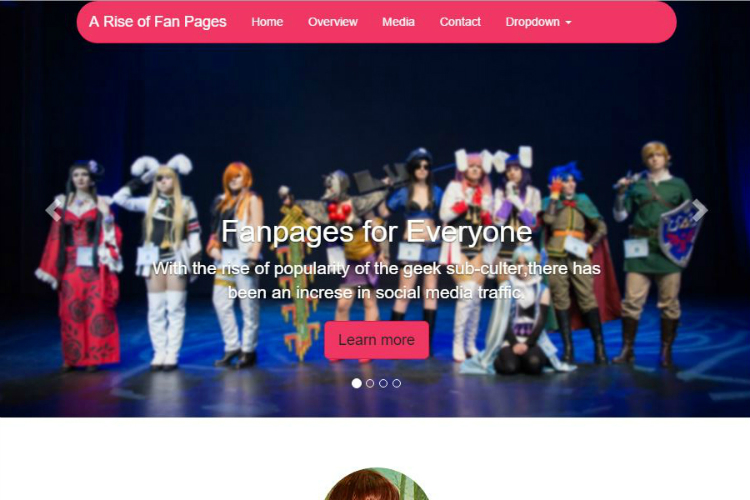 A Rise of Fan Pages Home Overview Media Contact Dropdown
Fanpages for Everyone
With the rise of popularity of the geek sub-culter,there has
been an increse in social media traffic.
Learn more